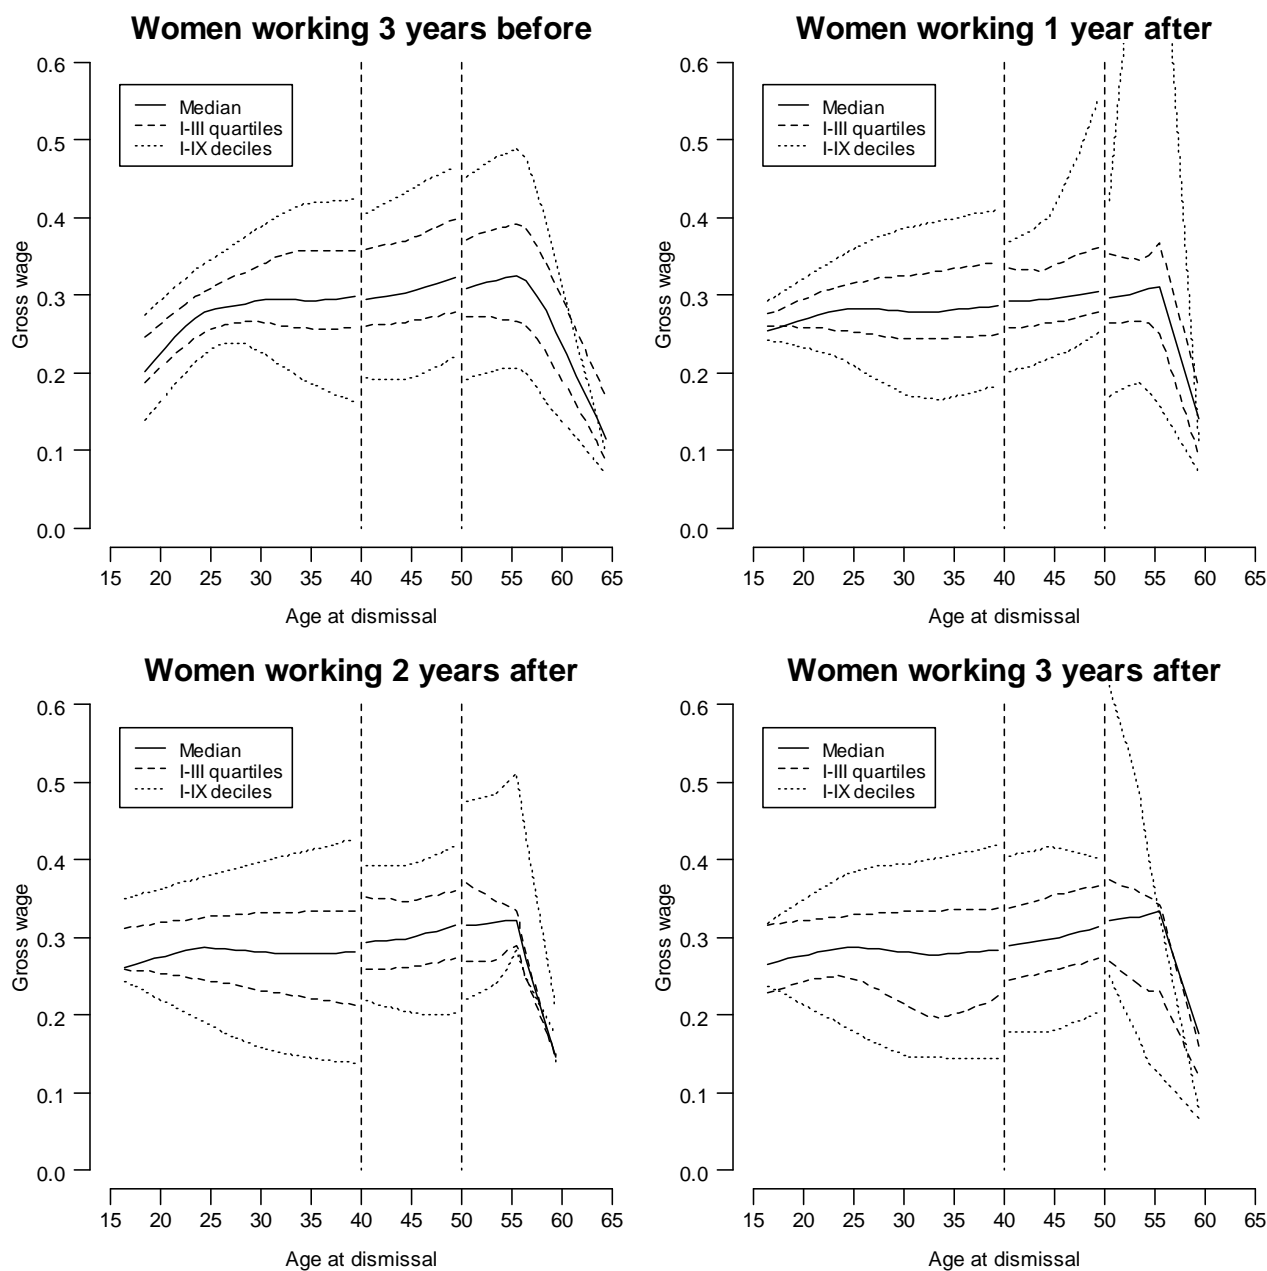 Women working 3 years before
0.6
0.5
0.4
0.3
0.2
0.1
0.0
Gross wage
Median
I-III quartiles
I-IX deciles
15 20 25 30 35 40 45 50 55 60 65
Age at dismissal
Women working 1 year after
0.6
0.5
0.4
0.3
0.2
0.1
0.0
Gross wage
Median
I-III quartiles
I-IX deciles
15 20 25 30 35 40 45 50 55 60 65
Age at dismissal
Women working 2 years after
0.6
0.5
0.4
0.3
0.2
0.1
0.0
Gross wage
Median
I-III quartiles
I-IX deciles
15 20 25 30 35 40 45 50 55 60 65
Age at dismissal
Women working 3 years after
0.6
0.5
0.4
0.3
0.2
0.1
0.0
Gross wage
Median
I-III quartiles
I-IX deciles
15 20 25 30 35 40 45 50 55 60 65
Age at dismissal